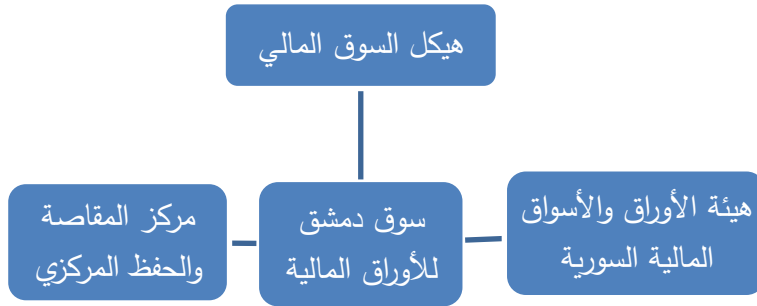 هيكل السوق المالي
هيئة الأوراق والأسواق
المالية السورية
سوق دمشق
للأوراق المالية
مركز المقاصة
والحفظ المركزي